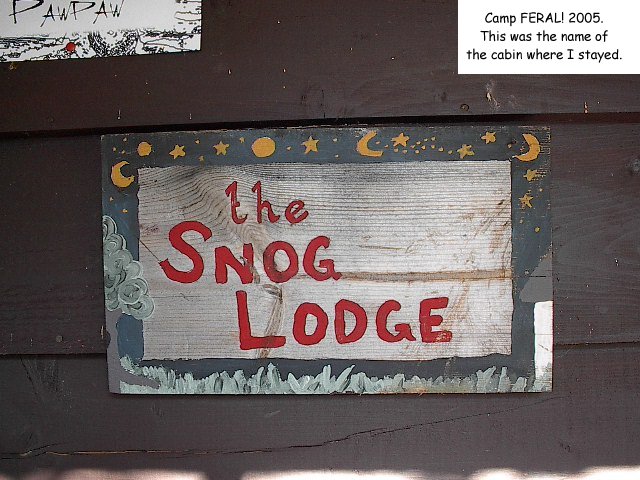 PAWPAW
Camp FERAL! 2005.
This was the name of
the cabin where I stayed.
the
SNOG
LODGE